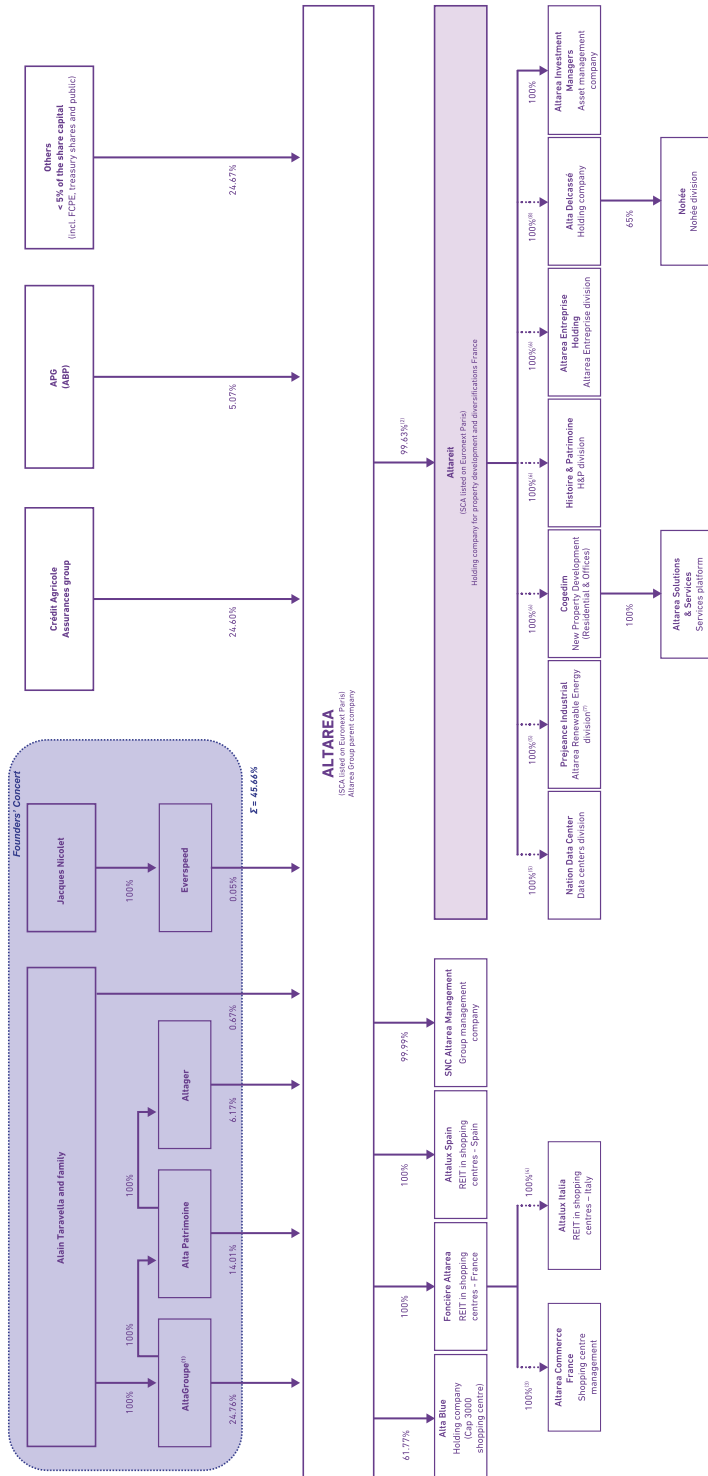 Founders' Concert
Alain Taravella and family
Jacques Nicolet
Crédit Agricole
Assurances group
APG
(ABP)
Others
< 5% of the share capital
(incl. FCPE, treasury shares and public)
100%
100%
100%
100%
AltaGroupe(1)
Alta Patrimoine
Altager
Everspeed
24.76%
14.01%
6.17%
0.67%
0.05%
Σ = 45.66%
24.60%
5.07%
24.67%
ALTAREA
(SCA listed on Euronext Paris)
Altarea Group parent company
61.77%
100%
100%
99.99%
99.63%(2)
Alta Blue
Holding company
(Cap 3000
shopping centre)
Foncière Altarea
REIT in shopping
centres - France
Altalux Spain
REIT in shopping
centres - Spain
SNC Altarea Management
Group management
company
Altareit
(SCA listed on Euronext Paris)
Holding company for property development and diversifications France
100%(3)
100%(4)
100%(5)
100%(5)
100%(6)
100%(6)
100%(6)
100%(8)
100%
Altarea Commerce
France
Shopping centre
management
Altalux Italia
REIT in shopping
centres – Italy
Nation Data Center
Data centers division
Prejeance Industrial
Altarea Renewable Energy
division(7)
Cogedim
New Property Development
(Residential & Offices)
Histoire & Patrimoine
H&P division
Altarea Entreprise
Holding
Altarea Entreprise division
Alta Delcassé
Holding company
Altarea Investment
Managers
Asset management
company
100%
65%
Altarea Solutions
& Services
Services platform
Nohée
Nohée division